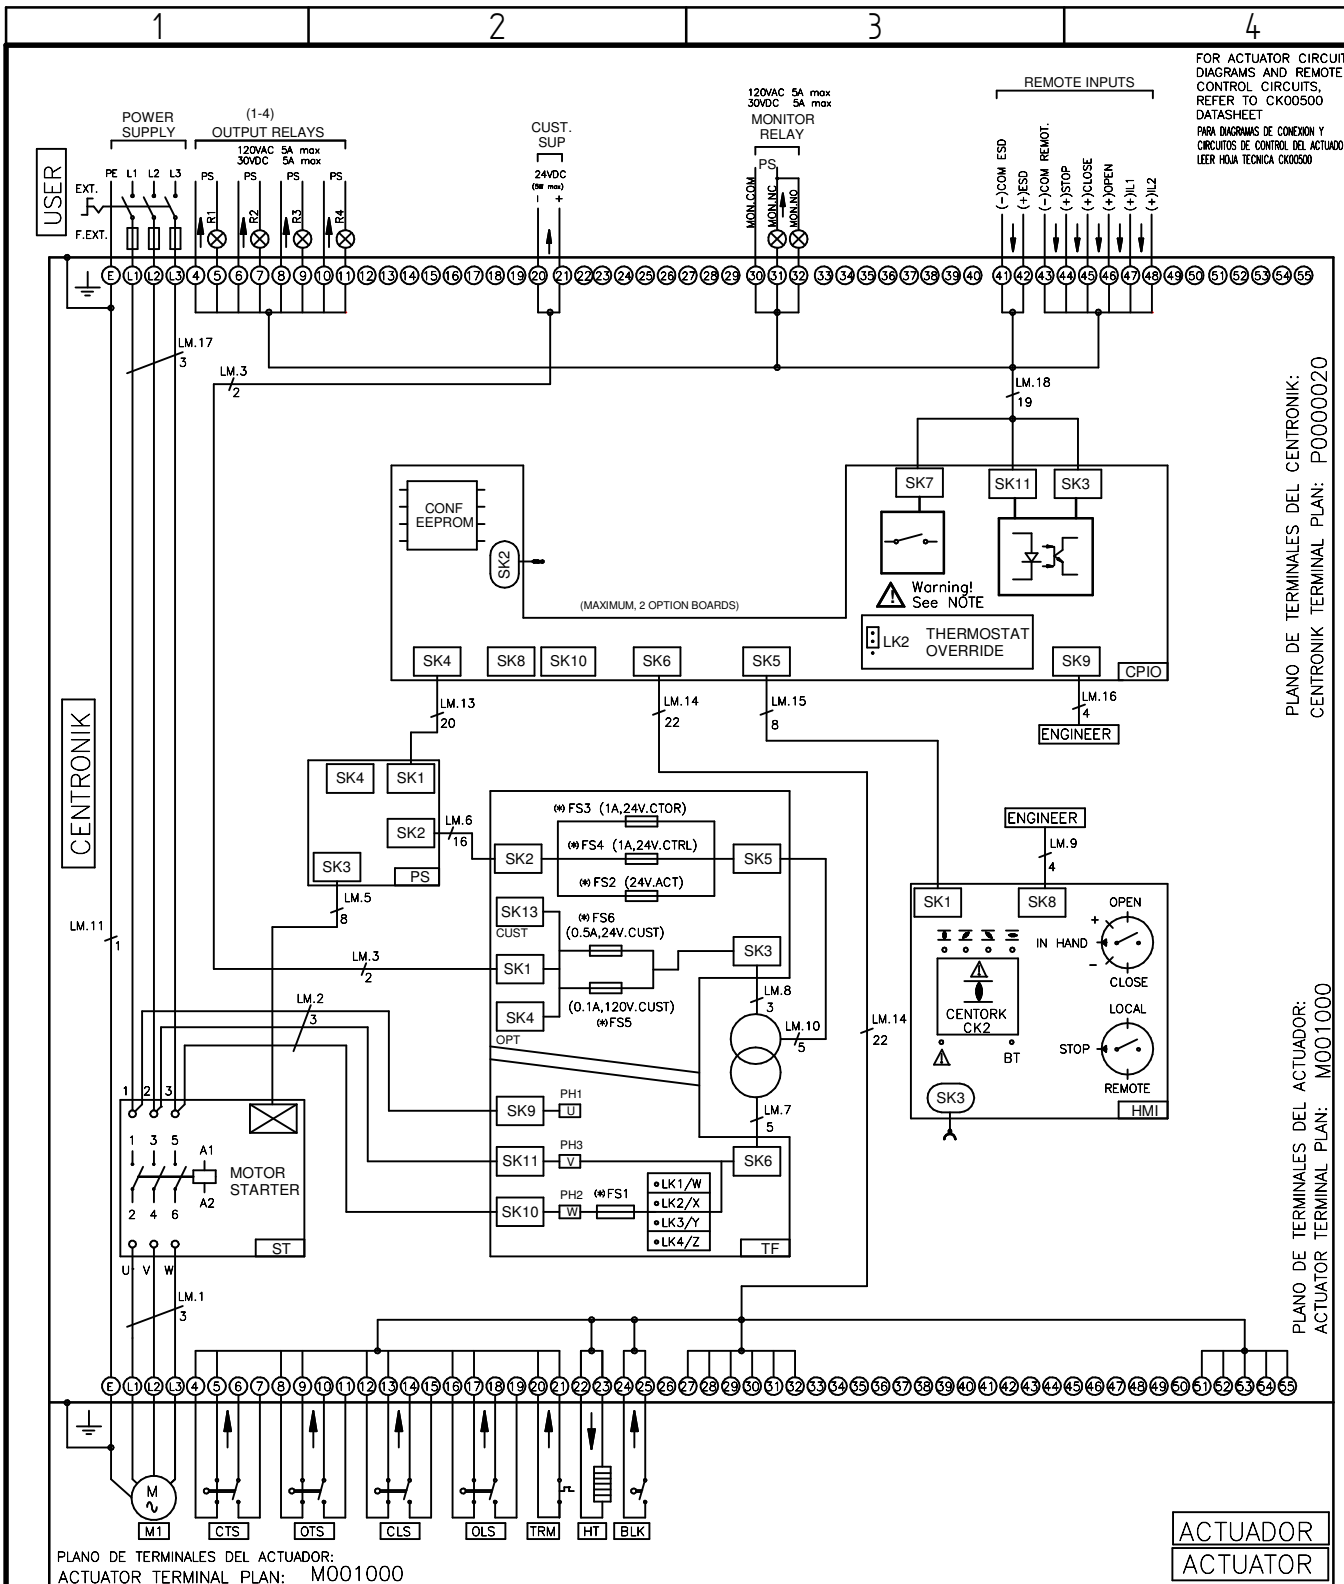 1 2 3 4
FOR ACTUATOR CIRCUIT
DIAGRAMS AND REMOTE
CONTROL CIRCUITS,
REFER TO CK00500
DATASHEET
PARA DIAGRAMAS DE CONEXION Y
CIRCUITOS DE CONTROL DEL ACTUADO
LEER HOJA TECNICA CK00500
USER
POWER
SUPPLY
(1-4)
OUTPUT RELAYS
120VAC 5A max
30VDC 5A max
CUST.
SUP
24VDC
(5W max)
- +
120VAC 5A max
30VDC 5A max
MONITOR
RELAY
PS
REMOTE INPUTS
PE L1 L2 L3
EXT.
F.EXT.
PS PS PS PS
R1 R2 R3 R4
MON.COM
MON.NC
MON.NO
(-)COM ESD
(+)ESD
(-)COM REMOT.
(+)STOP
(+)CLOSE
(+)OPEN
(+)IL1
(+)IL2
E L1 L2 L3 4 5 6 7 8 9 10 11 12 13 14 15 16 17 18 19 20 21 22 23 24 25 26 27 28 29 30 31 32 33 34 35 36 37 38 39 40 41 42 43 44 45 46 47 48 49 50 51 52 53 54 55
LM.17
3
LM.3
2
LM.18
19
PLANO DE TERMINALES DEL CENTRONIK:
CENTRONIK TERMINAL PLAN: P0000020
CONF
EEPROM
SK2
SK7
SK11
SK3
Warning!
See NOTE
(MAXIMUM, 2 OPTION BOARDS)
LK2
THERMOSTAT
OVERRIDE
SK4
SK8
SK10
SK6
SK5
SK9
CPIO
LM.13
20
LM.14
22
LM.15
8
LM.16
4
ENGINEER
CENTRONIK
SK4
SK1
SK2
SK3
PS
LM.6
16
LM.5
8
(*)FS3 (1A,24V.CTOR)
(*)FS4 (1A,24V.CTRL)
(*)FS2 (24V.ACT)
SK2
SK5
SK13
CUST
(*)FS6
(0.5A,24V.CUST)
SK1
SK3
SK4
OPT
(0.1A,120V.CUST)
(*)FS5
LM.8
3
LM.10
5
LM.7
5
LM.14
22
LM.11
1
LM.3
2
LM.2
3
SK9
PH1
U
SK11
PH3
V
SK10
PH2
W
(*)FS1
SK6
LK1/W
LK2/X
LK3/Y
LK4/Z
TF
ENGINEER
LM.9
4
SK1
SK8
OPEN
+
IN HAND
-
CLOSE
LOCAL
STOP
REMOTE
CENTORK
CK2
BT
SK3
HMI
1 2 3
1 3 5
A1
A2
2 4 6
MOTOR
STARTER
ST
U V W
LM.1
3
PLANO DE TERMINALES DEL ACTUADOR:
ACTUATOR TERMINAL PLAN: M001000
E L1 L2 L3 4 5 6 7 8 9 10 11 12 13 14 15 16 17 18 19 20 21 22 23 24 25 26 27 28 29 30 31 32 33 34 35 36 37 38 39 40 41 42 43 44 45 46 47 48 49 50 51 52 53 54 55
M
M1
CTS
OTS
CLS
OLS
TRM
HT
BLK
PLANO DE TERMINALES DEL ACTUADOR:
ACTUATOR TERMINAL PLAN: M001000
ACTUADOR
ACTUATOR